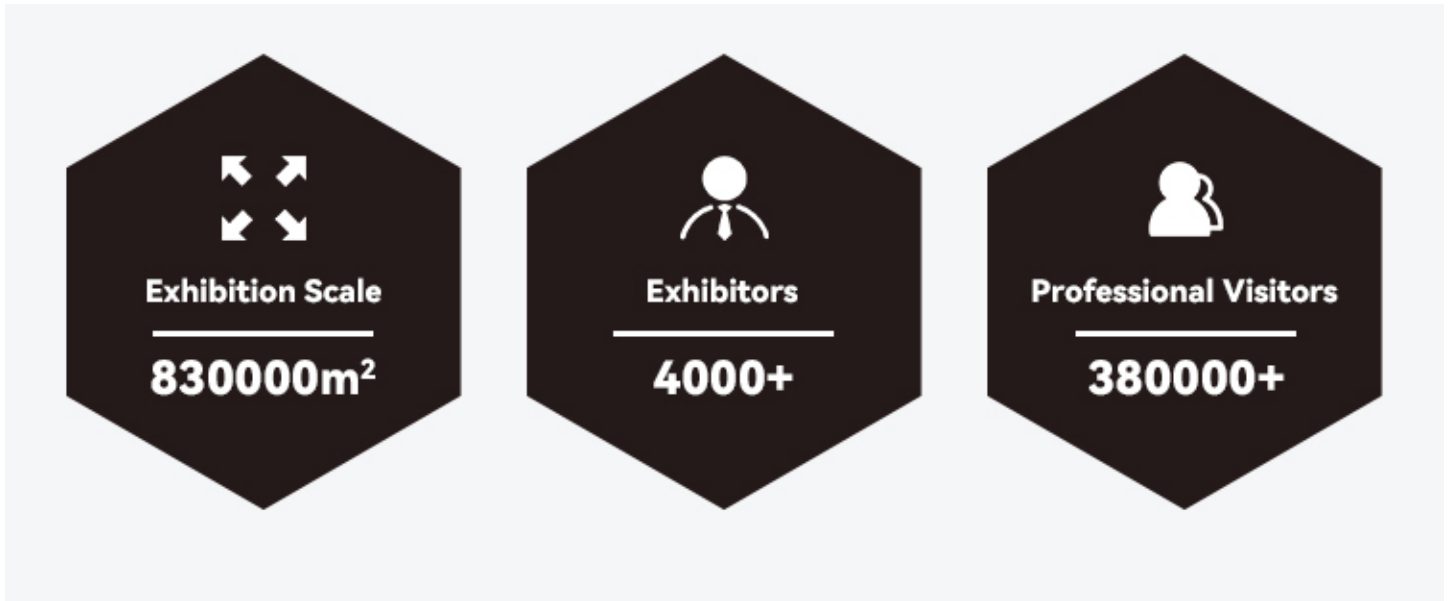 Exhibition Scale
830000m²
Exhibitors
4000+
Professional Visitors
380000+